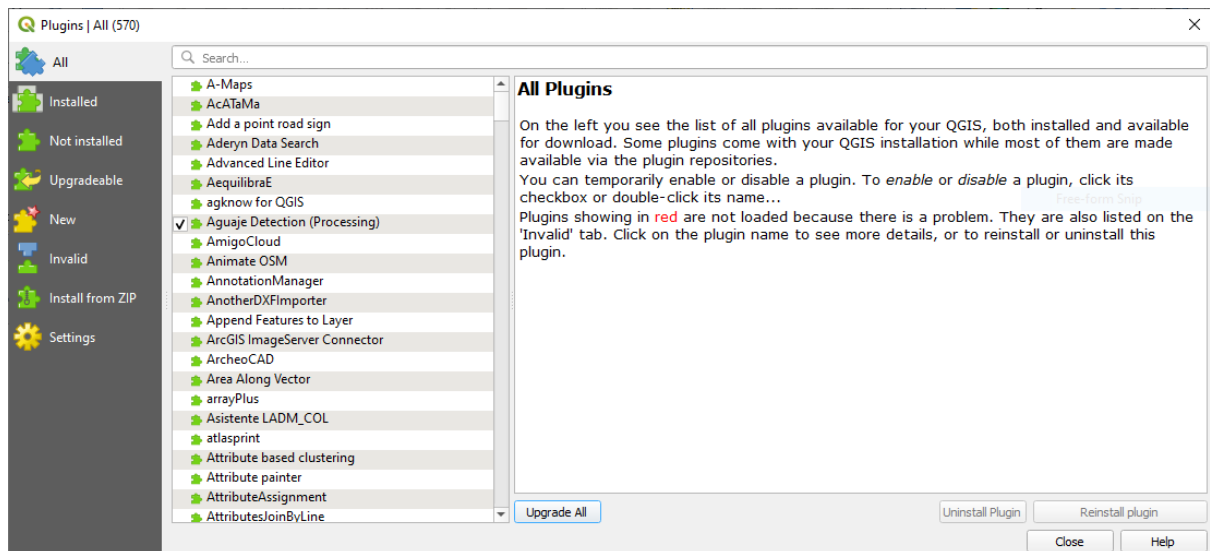 Plugins | All (570)
All
Search...
Installed
Not installed
Upgradeable
New
Invalid
Install from ZIP
Settings
A-Maps
AcATaMa
Add a point road sign
Aderyn Data Search
Advanced Line Editor
AequilibraE
agknow for QGIS
Aguaje Detection (Processing)
AmigoCloud
Animate OSM
AnnotationManager
AnotherDXFImporter
Append Features to Layer
ArcGIS ImageServer Connector
ArcheoCAD
Area Along Vector
arrayPlus
Asistente LADM_COL
atlasprint
Attribute based clustering
Attribute painter
AttributeAssignment
AttributesJoinByLine
All Plugins
On the left you see the list of all plugins available for your QGIS, both installed and available
for download. Some plugins come with your QGIS installation while most of them are made
available via the plugin repositories.
You can temporarily enable or disable a plugin. To enable or disable a plugin, click its
checkbox or double-click its name...
Free-form Snip
Plugins showing in red are not loaded because there is a problem. They are also listed on the
'Invalid' tab. Click on the plugin name to see more details, or to reinstall or uninstall this
plugin.
Upgrade All
Uninstall Plugin
Reinstall plugin
Close
Help